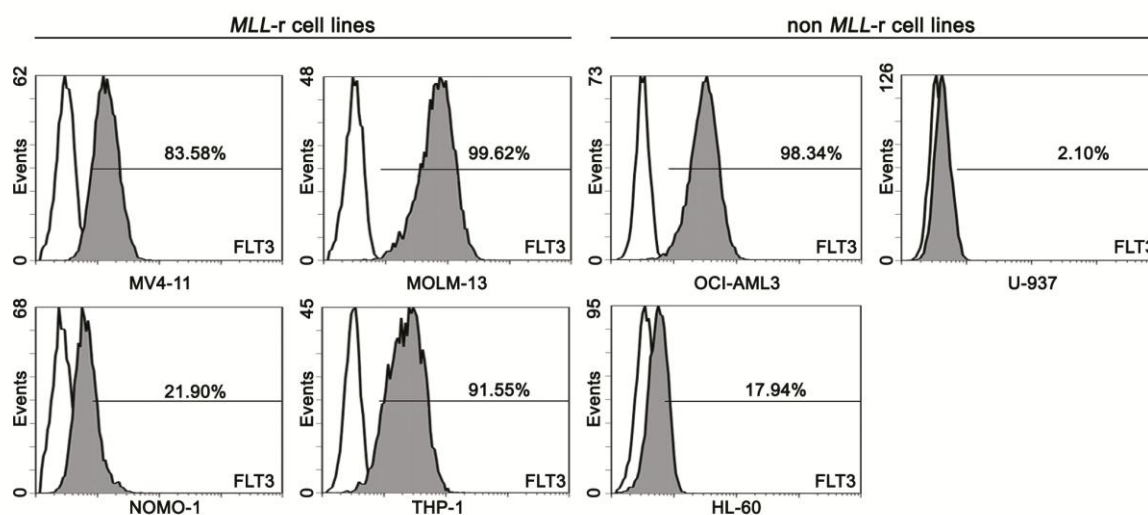 MLL-r cell lines
non MLL-r cell lines
62
Events
0
83.58%
FLT3
MV4-11
48
Events
0
99.62%
FLT3
MOLM-13
73
Events
0
98.34%
FLT3
OCI-AML3
126
Events
0
2.10%
FLT3
U-937
68
Events
0
21.90%
FLT3
NOMO-1
45
Events
0
91.55%
FLT3
THP-1
95
Events
0
17.94%
FLT3
HL-60